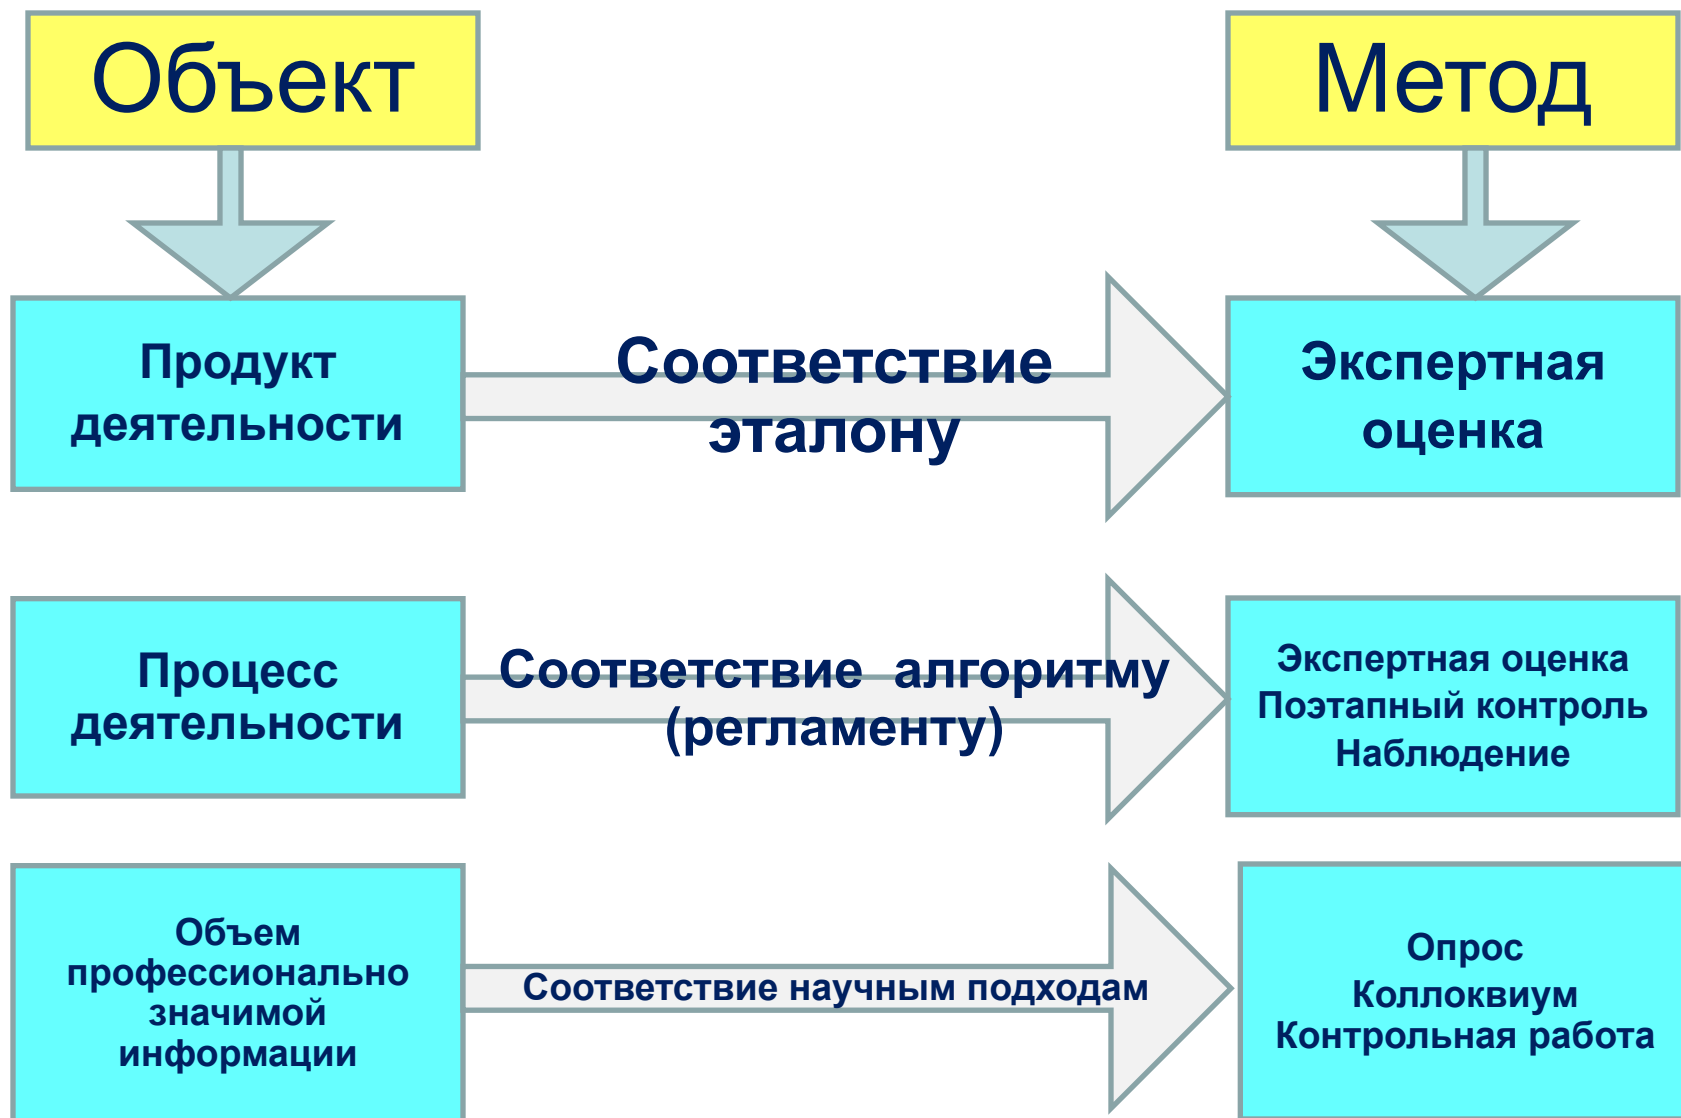 Объект
Метод
Продукт
деятельности
Соответствие
эталону
Экспертная
оценка
Процесс
деятельности
Соответствие алгоритму
(регламенту)
Экспертная оценка
Поэтапный контроль
Наблюдение
Объем
профессионально
значимой
информации
Соответствие научным подходам
Опрос
Коллоквиум
Контрольная работа